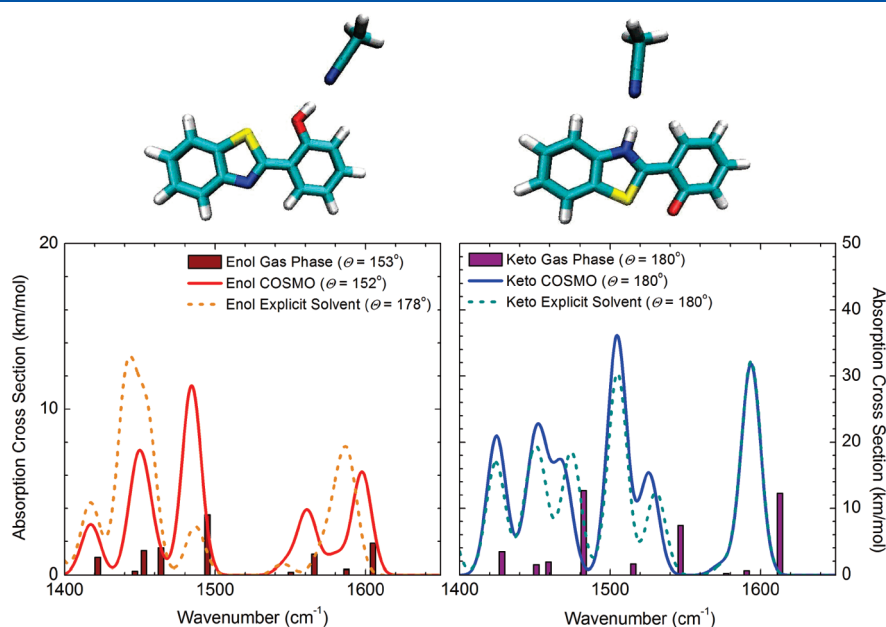 20
10
0
Absorption Cross Section (km/mol)
Enol Gas Phase (Θ = 153°)
Enol COSMO (Θ = 152°)
Enol Explicit Solvent (Θ = 178°)
1400
1500
1600
Wavenumber (cm⁻¹)
Keto Gas Phase (Θ = 180°)
Keto COSMO (Θ = 180°)
Keto Explicit Solvent (Θ = 180°)
1400
1500
1600
Wavenumber (cm⁻¹)
50
40
30
20
10
0
Absorption Cross Section (km/mol)